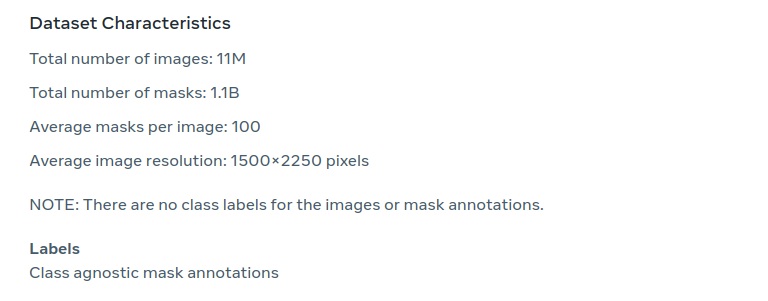 Dataset Characteristics
Total number of images: 11M
Total number of masks: 1.1B
Average masks per image: 100
Average image resolution: 1500×2250 pixels
NOTE: There are no class labels for the images or mask annotations.
Labels
Class agnostic mask annotations